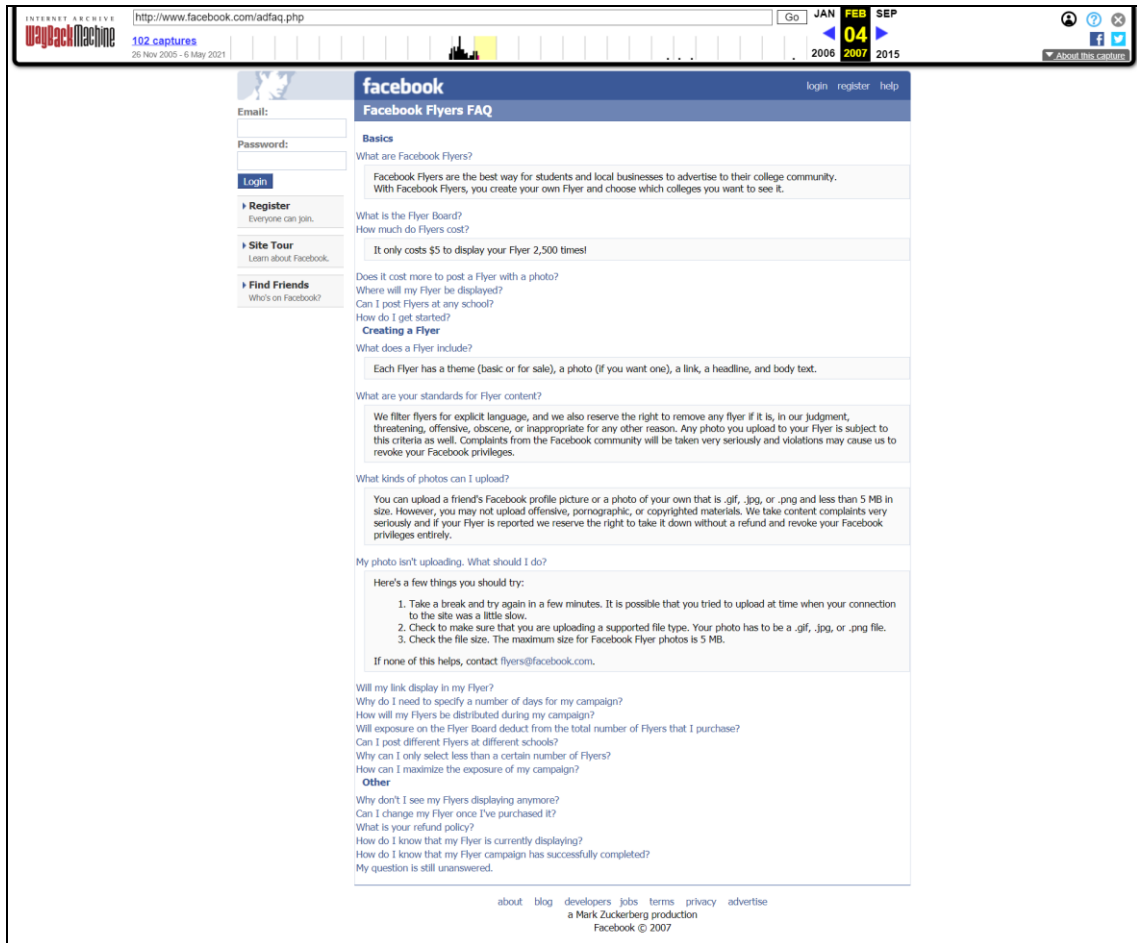 INTERNET ARCHIVE
WayBackMachine
http://www.facebook.com/adfaq.php
Go
JAN FEB SEP
102 captures
04
26 Nov 2005 - 6 May 2021
2006 2007 2015
About this capture
facebook
login register help
Facebook Flyers FAQ
Email:
Password:
Login
Register
Everyone can join.
Site Tour
Learn about Facebook.
Find Friends
Who's on Facebook?
Basics
What are Facebook Flyers?
Facebook Flyers are the best way for students and local businesses to advertise to their college community.
With Facebook Flyers, you create your own Flyer and choose which colleges you want to see it.
What is the Flyer Board?
How much do Flyers cost?
It only costs $5 to display your Flyer 2,500 times!
Does it cost more to post a Flyer with a photo?
Where will my Flyer be displayed?
Can I post Flyers at any school?
How do I get started?
Creating a Flyer
What does a Flyer include?
Each Flyer has a theme (basic or for sale), a photo (if you want one), a link, a headline, and body text.
What are your standards for Flyer content?
We filter flyers for explicit language, and we also reserve the right to remove any flyer if it is, in our judgment,
threatening, offensive, obscene, or inappropriate for any other reason. Any photo you upload to your Flyer is subject to
this criteria as well. Complaints from the Facebook community will be taken very seriously and violations may cause us to
revoke your Facebook privileges.
What kinds of photos can I upload?
You can upload a friend's Facebook profile picture or a photo of your own that is .gif, .jpg, or .png and less than 5 MB in
size. However, you may not upload offensive, pornographic, or copyrighted materials. We take content complaints very
seriously and if your Flyer is reported we reserve the right to take it down without a refund and revoke your Facebook
privileges entirely.
My photo isn't uploading. What should I do?
Here's a few things you should try:
1. Take a break and try again in a few minutes. It is possible that you tried to upload at time when your connection
to the site was a little slow.
2. Check to make sure that you are uploading a supported file type. Your photo has to be a .gif, .jpg, or .png file.
3. Check the file size. The maximum size for Facebook Flyer photos is 5 MB.
If none of this helps, contact flyers@facebook.com.
Will my link display in my Flyer?
Why do I need to specify a number of days for my campaign?
How will my Flyers be distributed during my campaign?
Will exposure on the Flyer Board deduct from the total number of Flyers that I purchase?
Can I post different Flyers at different schools?
Why can I only select less than a certain number of Flyers?
How can I maximize the exposure of my campaign?
Other
Why don't I see my Flyers displaying anymore?
Can I change my Flyer once I've purchased it?
What is your refund policy?
How do I know that my Flyer is currently displaying?
How do I know that my Flyer campaign has successfully completed?
My question is still unanswered.
about blog developers jobs terms privacy advertise
a Mark Zuckerberg production
Facebook © 2007